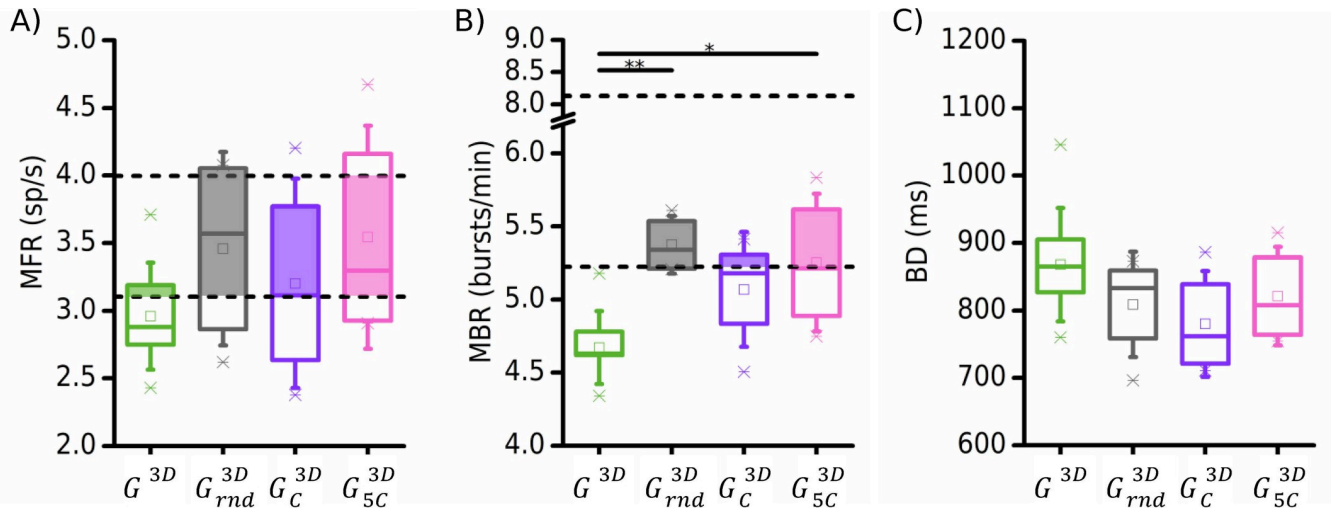 A)
MFR (sp/s)
5.0
4.5
4.0
3.5
3.0
2.5
2.0
G 3D
G 3D rnd
G 3D C
G 3D 5C
B)
MBR (bursts/min)
9.0
8.5
8.0
6.0
5.5
5.0
4.5
4.0
*
**
G 3D
G 3D rnd
G 3D C
G 3D 5C
C)
BD (ms)
1200
1100
1000
900
800
700
600
G 3D
G 3D rnd
G 3D C
G 3D 5C